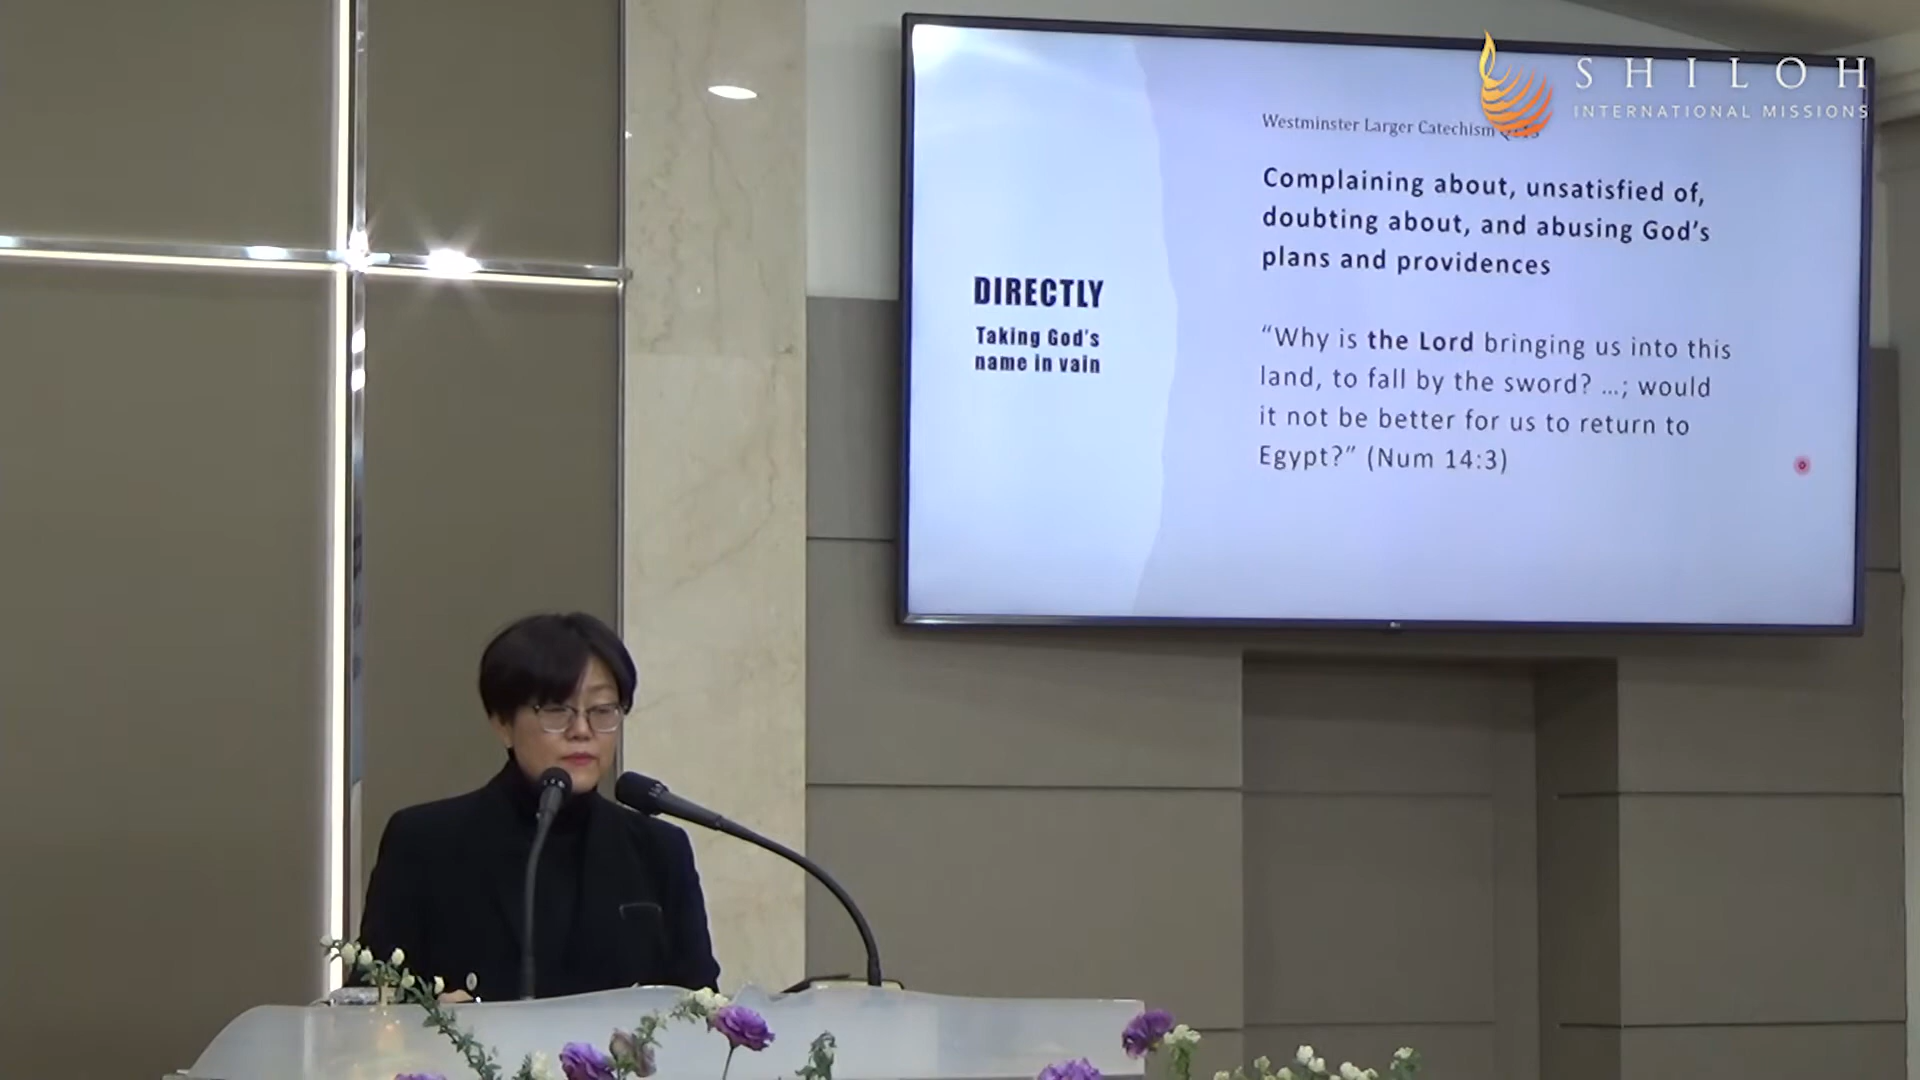 SHILOH
INTERNATIONAL MISSIONS
Westminster Larger Catechism
Complaining about, unsatisfied of,
doubting about, and abusing God's
plans and providences
DIRECTLY
Taking God's
name in vain
“Why is the Lord bringing us into this
land, to fall by the sword? ...; would
it not be better for us to return to
Egypt?” (Num 14:3)